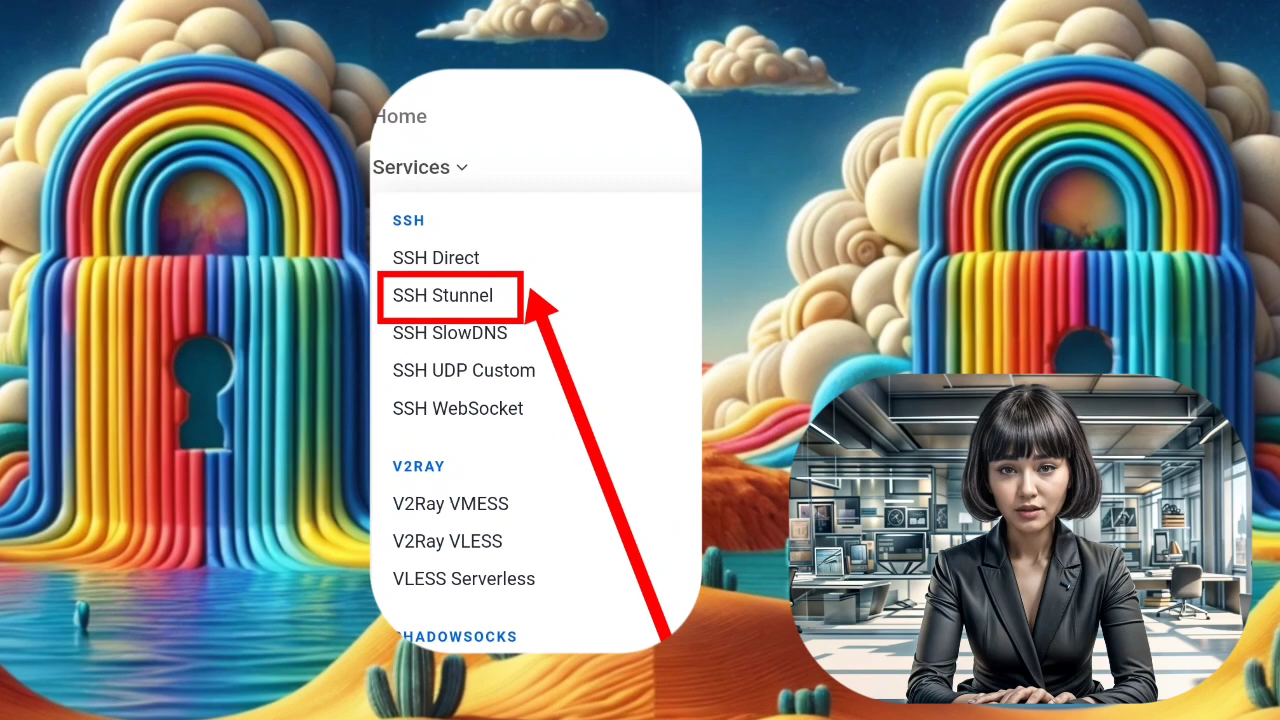 Home
Services
SSH
SSH Direct
SSH Stunnel
SSH SlowDNS
SSH UDP Custom
SSH WebSocket
V2RAY
V2Ray VMESS
V2Ray VLESS
VLESS Serverless
SHADOWSOCKS